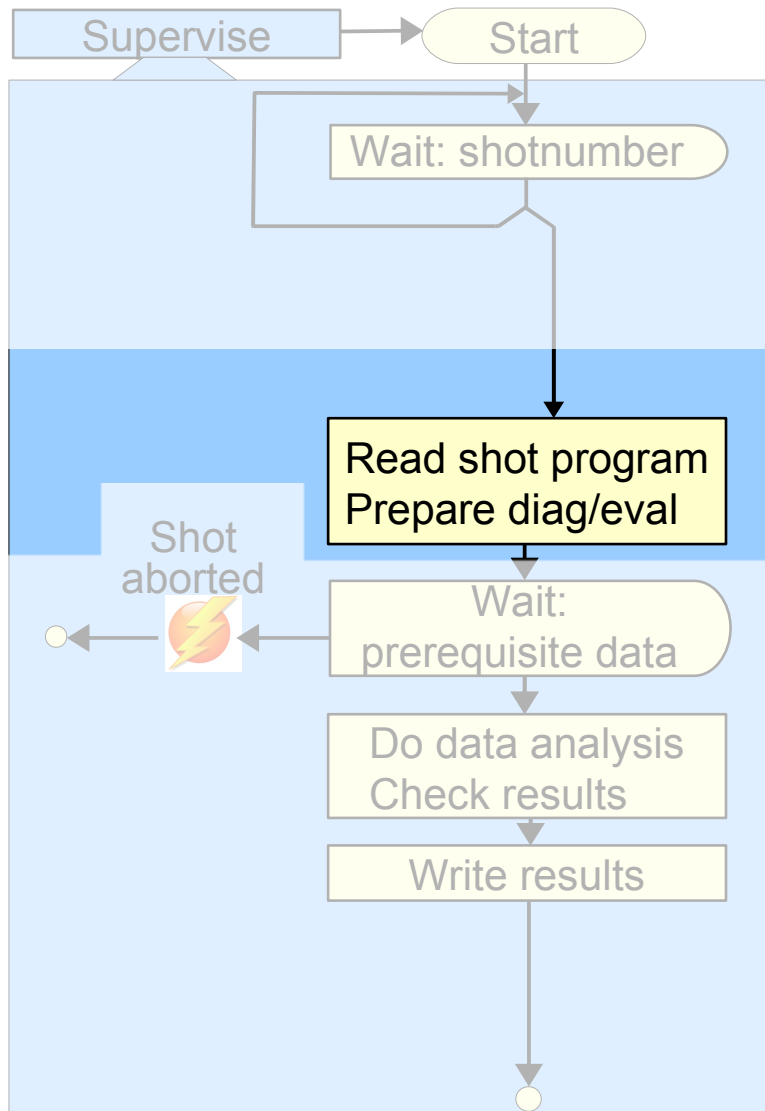 Supervise
Start
Wait: shotnumber
Read shot program
Prepare diag/eval
Shot
aborted
Wait:
prerequisite data
Do data analysis
Check results
Write results